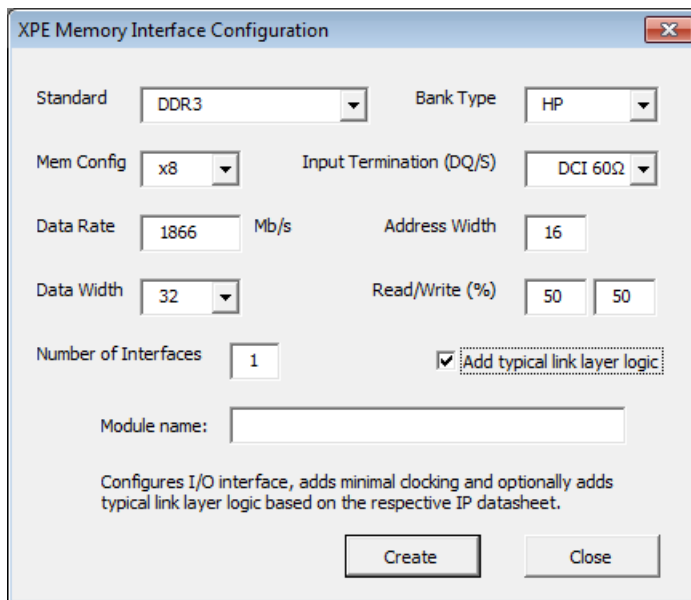 XPE Memory Interface Configuration
Standard DDR3 Bank Type HP
Mem Config x8 Input Termination (DQ/S) DCI 60Ω
Data Rate 1866 Mb/s Address Width 16
Data Width 32 Read/Write (%) 50 50
Number of Interfaces 1 Add typical link layer logic
Module name:
Configures I/O interface, adds minimal clocking and optionally adds
typical link layer logic based on the respective IP datasheet.
Create Close